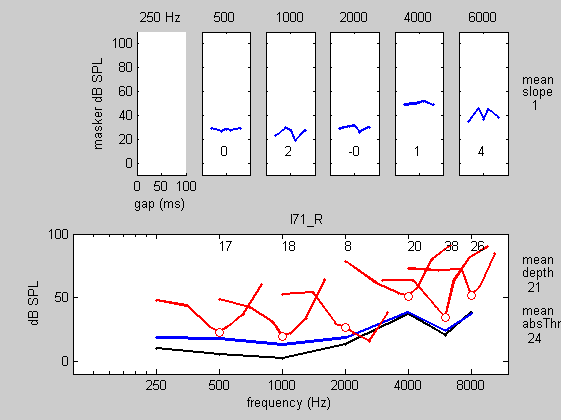 250 Hz 500 1000 2000 4000 6000
100
80
60
40
20
0
masker dB SPL
0 2 -0 1 4
mean
slope
1
0 50 100
gap (ms)
I71_R
100
50
0
dB SPL
17 18 8 20 38 26
mean
depth
21
mean
absThr
24
250 500 1000 2000 4000 8000
frequency (Hz)